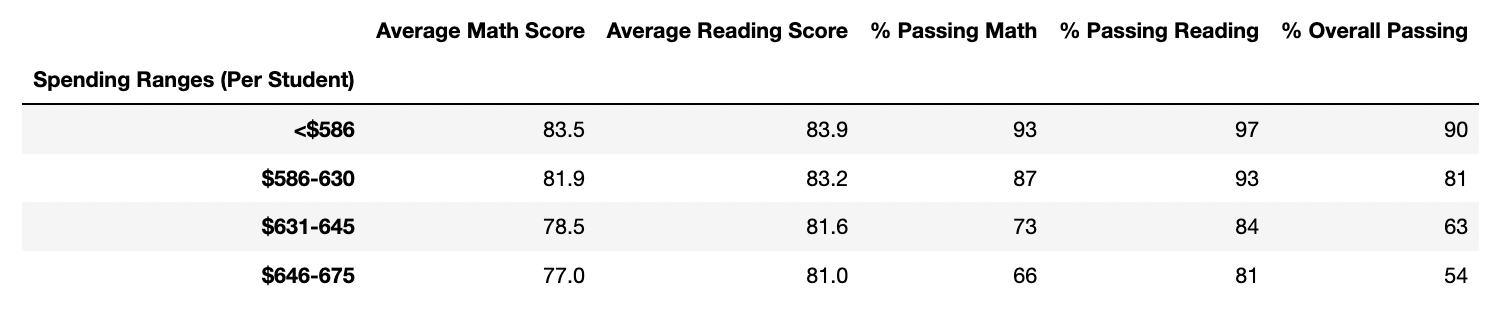 Average Math Score Average Reading Score % Passing Math % Passing Reading % Overall Passing
Spending Ranges (Per Student)
<$586 83.5 83.9 93 97 90
$586-630 81.9 83.2 87 93 81
$631-645 78.5 81.6 73 84 63
$646-675 77.0 81.0 66 81 54